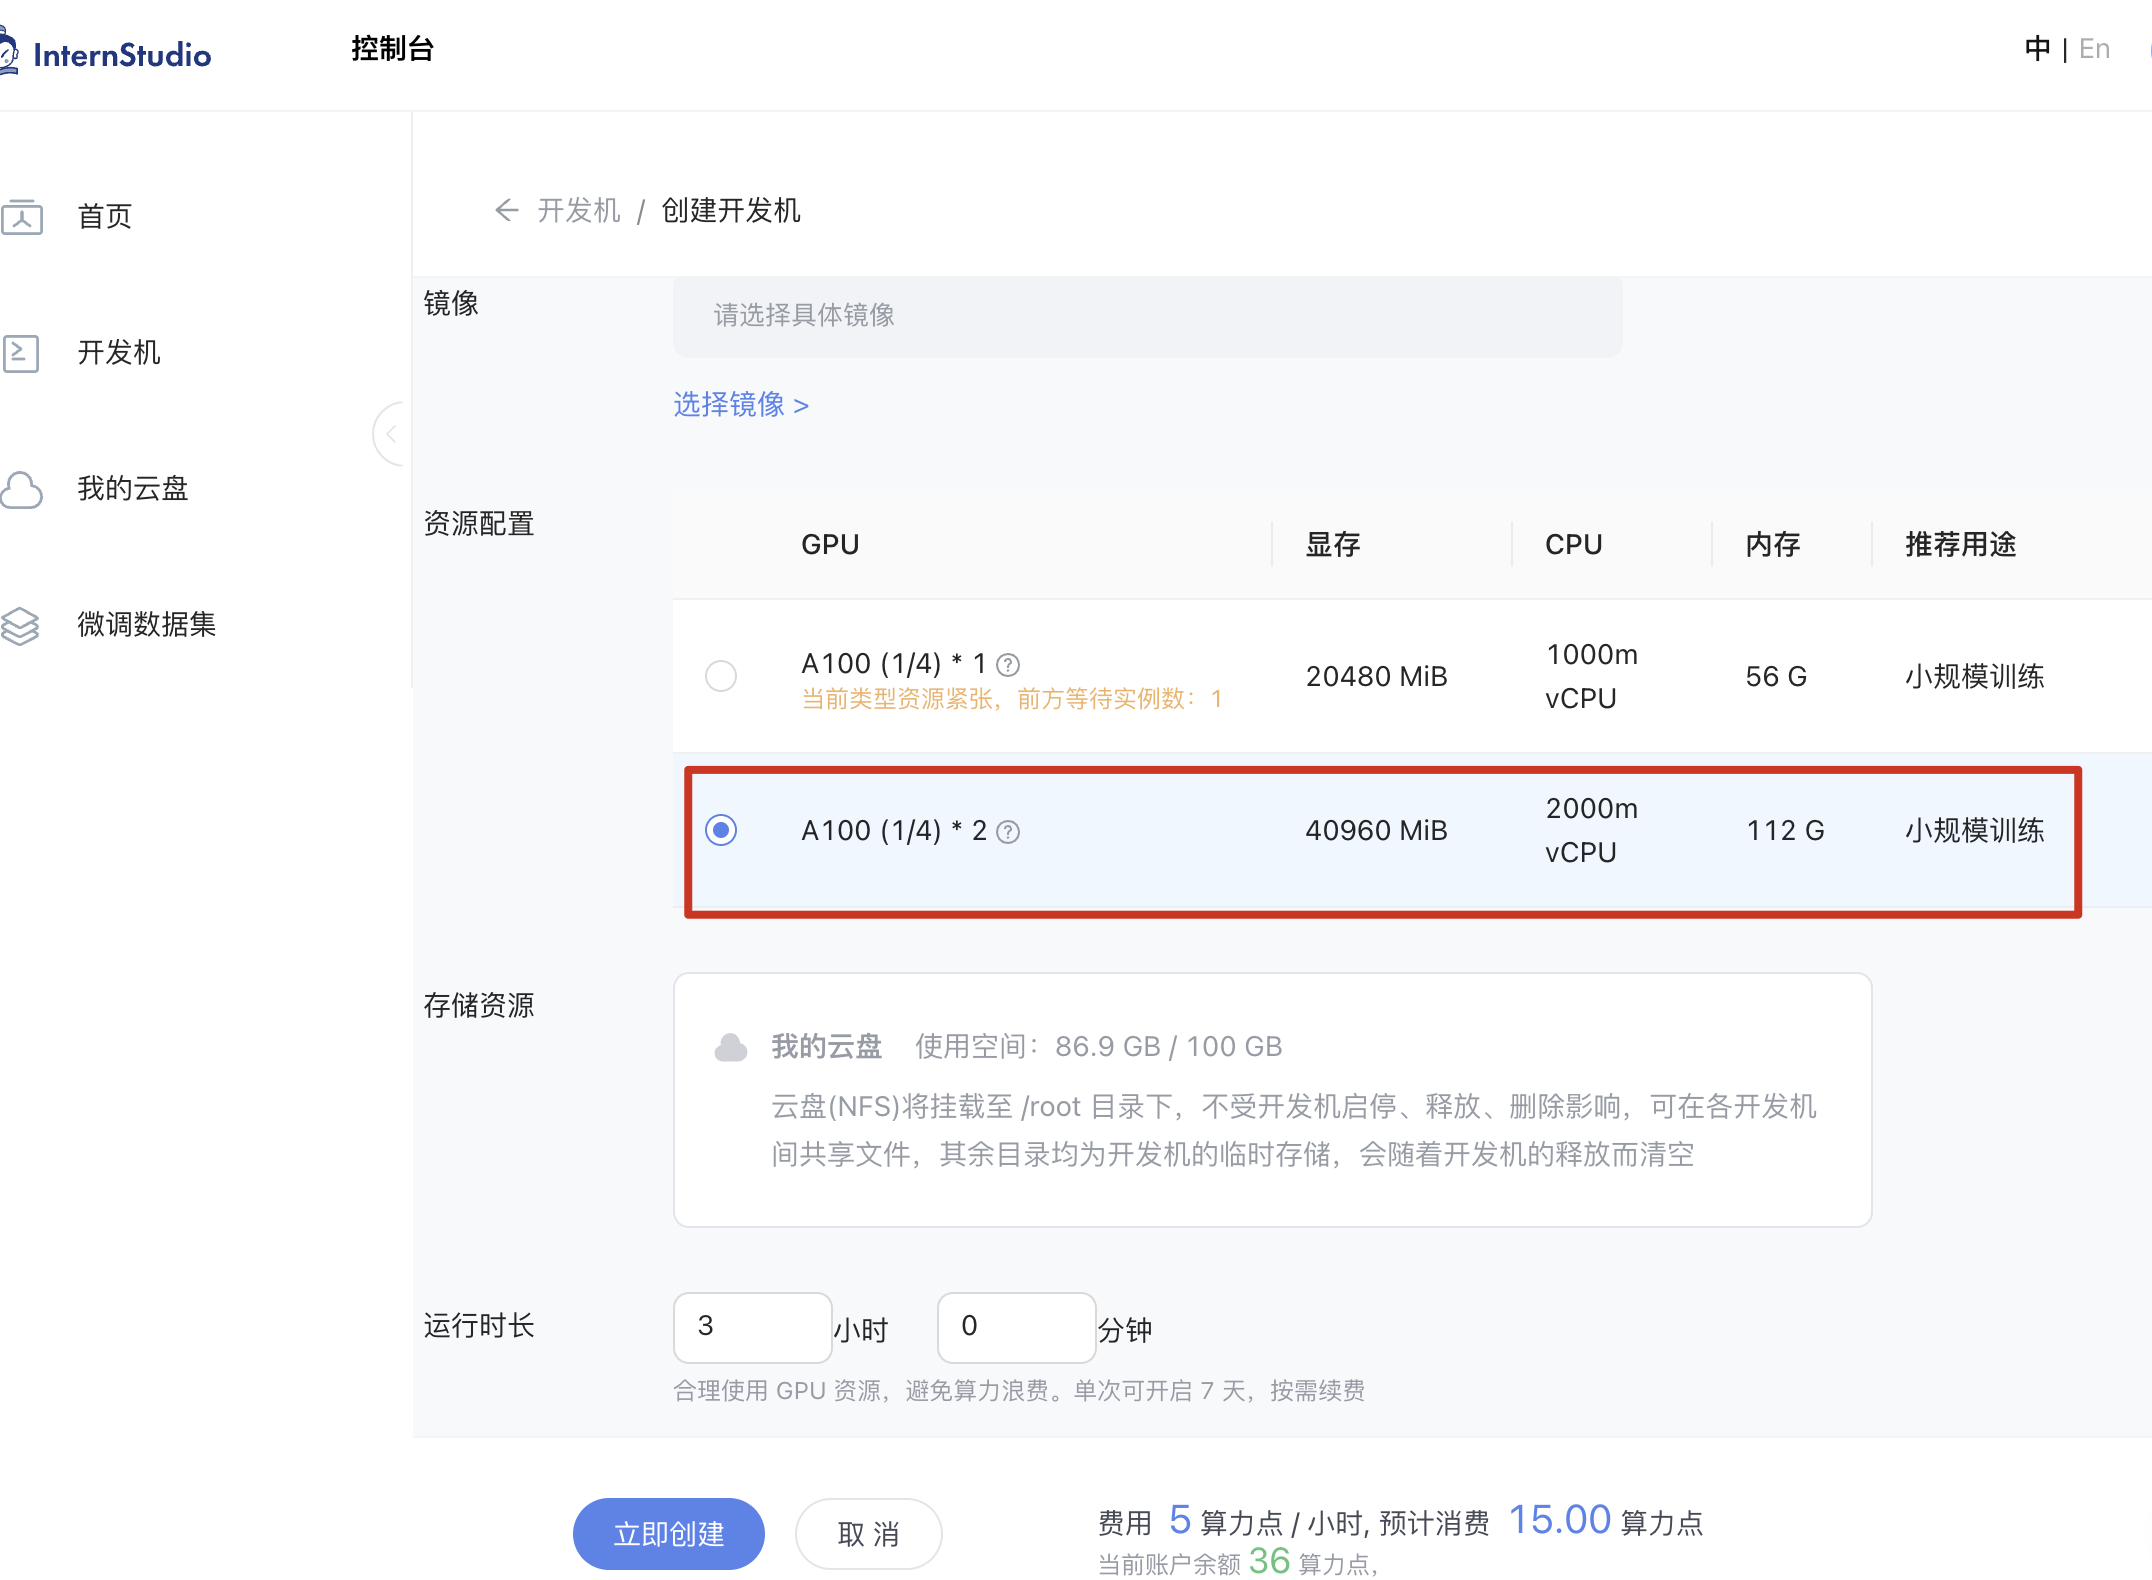 InternStudio
控制台
中 | En
首页
开发机
我的云盘
微调数据集
开发机 / 创建开发机
镜像
请选择具体镜像
选择镜像 >
资源配置
GPU 显存 CPU 内存 推荐用途
A100 (1/4) * 1 20480 MiB 1000m vCPU 56 G 小规模训练
当前类型资源紧张，前方等待实例数：1
A100 (1/4) * 2 40960 MiB 2000m vCPU 112 G 小规模训练
存储资源
我的云盘 使用空间：86.9 GB / 100 GB
云盘(NFS)将挂载至 /root 目录下，不受开发机启停、释放、删除影响，可在各开发机
间共享文件，其余目录均为开发机的临时存储，会随着开发机的释放而清空
运行时长
3 小时 0 分钟
合理使用 GPU 资源，避免算力浪费。单次可开启 7 天，按需续费
立即创建
取 消
费用 5 算力点 / 小时, 预计消费 15.00 算力点
当前账户余额 36 算力点,